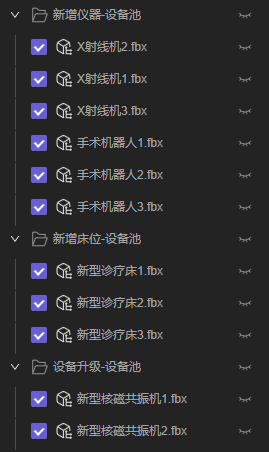 新增仪器-设备池
X射线机2.fbx
X射线机1.fbx
X射线机3.fbx
手术机器人1.fbx
手术机器人2.fbx
手术机器人3.fbx
新增床位-设备池
新型诊疗床1.fbx
新型诊疗床2.fbx
新型诊疗床3.fbx
设备升级-设备池
新型核磁共振机1.fbx
新型核磁共振机2.fbx